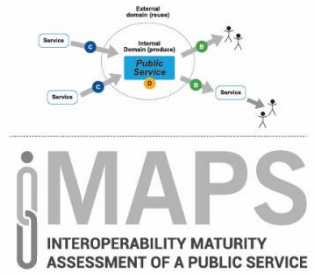 External
domain (reuse)
Service
Internal
Domain (produce)
C
B
Public
Service
D
C
B
Service
Service
iMAPS
INTEROPERABILITY MATURITY
ASSESSMENT OF A PUBLIC SERVICE